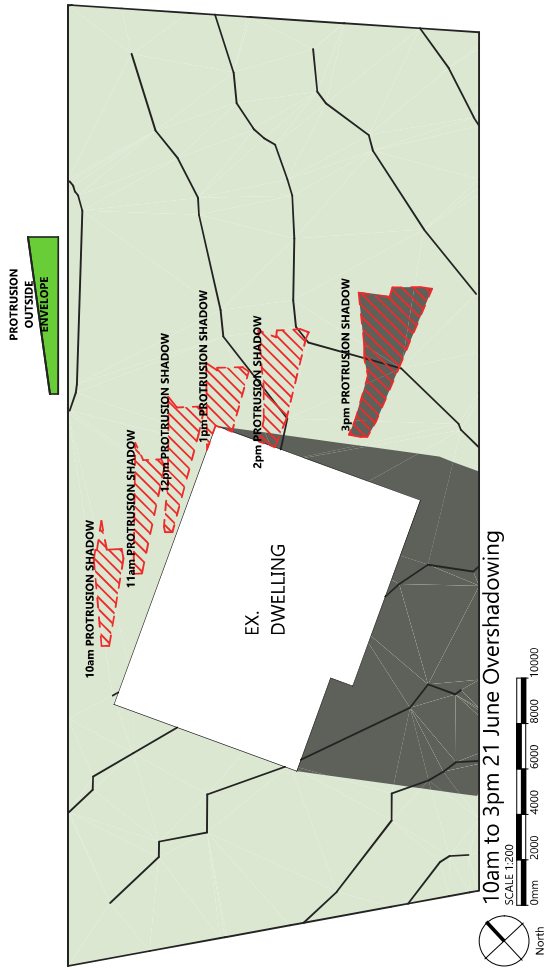 PROTRUSION
OUTSIDE
ENVELOPE
10am PROTRUSION SHADOW
11am PROTRUSION SHADOW
12pm PROTRUSION SHADOW
1pm PROTRUSION SHADOW
2pm PROTRUSION SHADOW
3pm PROTRUSION SHADOW
EX.
DWELLING
10am to 3pm 21 June Overshadowing
SCALE 1:200
0mm 2000 4000 6000 8000 10000
North